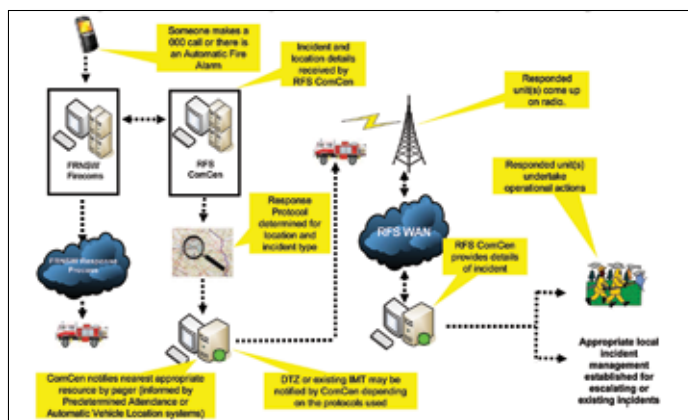 Someone makes a
000 call or there is
an Automatic Fire
Alarm
Incident and
location details
received by
RFS ComCen
Responded
unit(s) come up
on radio.
FRNSW
Firecoms
RFS
ComCen
Responded unit(s)
undertake
operational actions
Response
Protocol
determined for
location and
incident type
RFS WAN
FRNSW Response
Process
RFS ComCen
provides details
of incident
ComCen notifies nearest appropriate
resource by pager (informed by
Predetermined Attendance or
Automatic Vehicle Location systems)
DTZ or existing IMT may be
notified by ComCen depending
on the protocols used
Appropriate local
incident
management
established for
escalating or
existing incidents